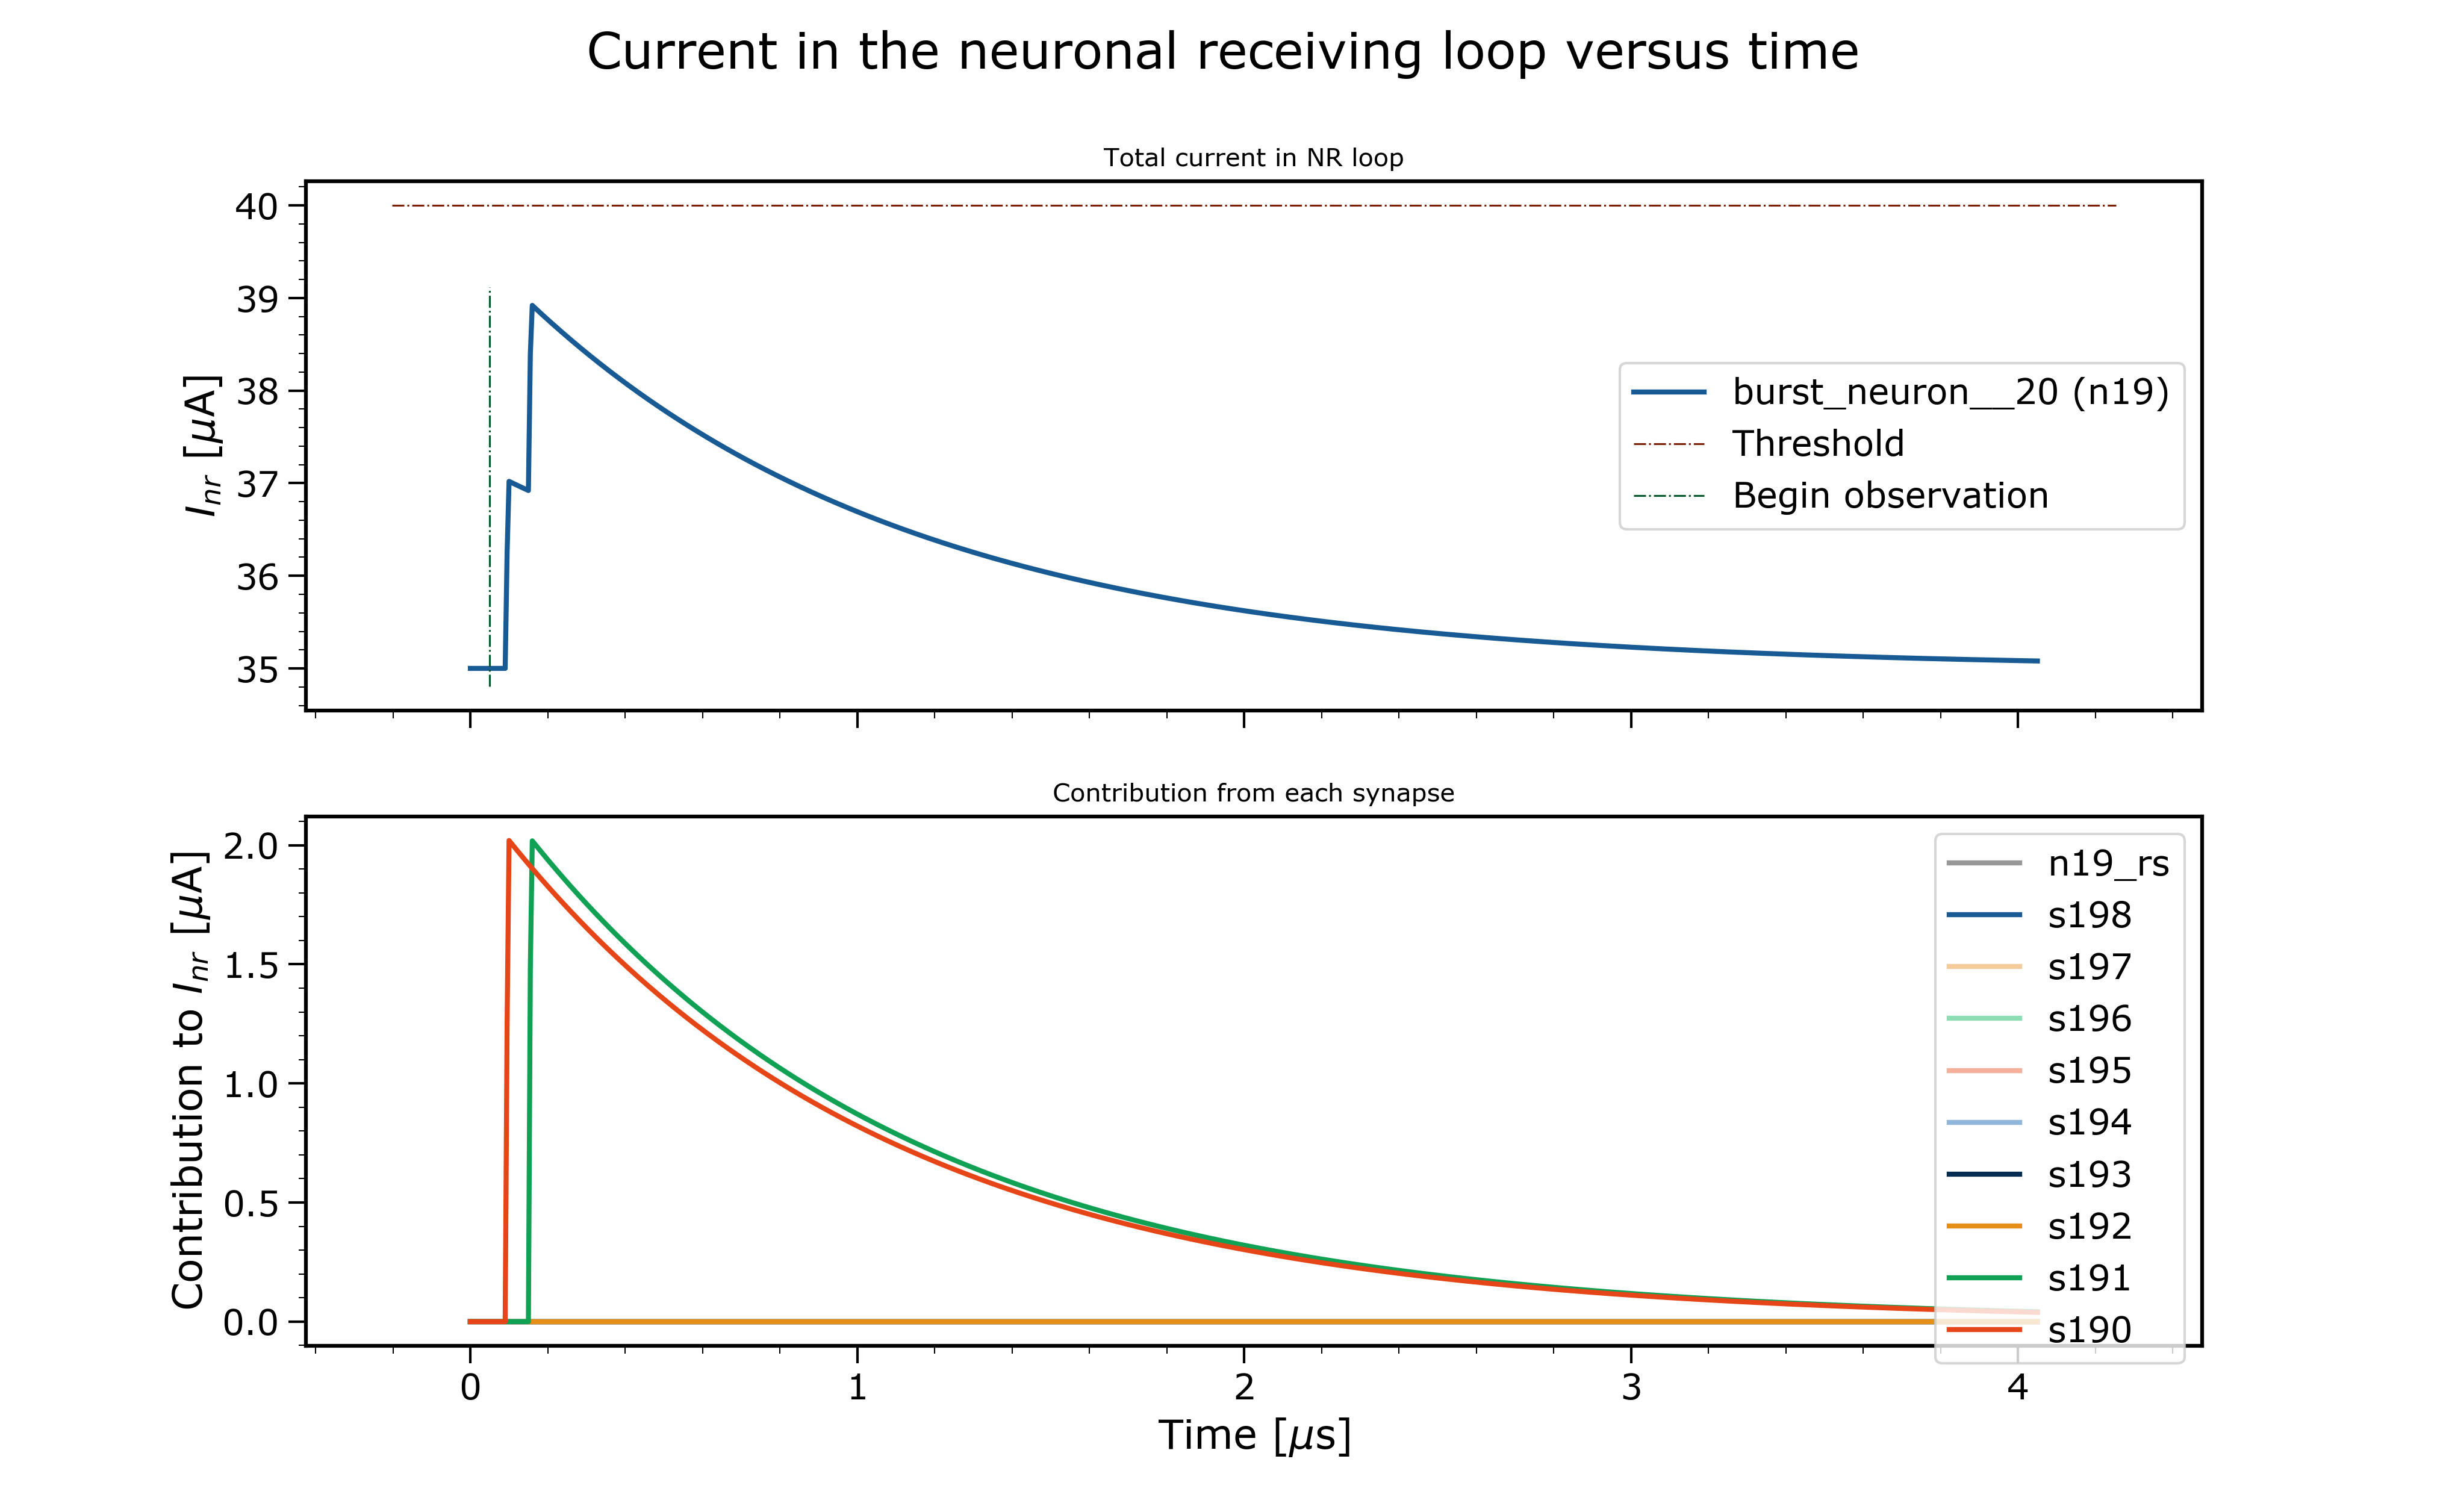 Current in the neuronal receiving loop versus time
Total current in NR loop
40
39
38
37
36
35
I_nr [μA]
burst_neuron___20 (n19)
Threshold
Begin observation
Contribution from each synapse
2.0
1.5
1.0
0.5
0.0
Contribution to I_nr [μA]
n19_rs
s198
s197
s196
s195
s194
s193
s192
s191
s190
0 1 2 3 4
Time [μs]